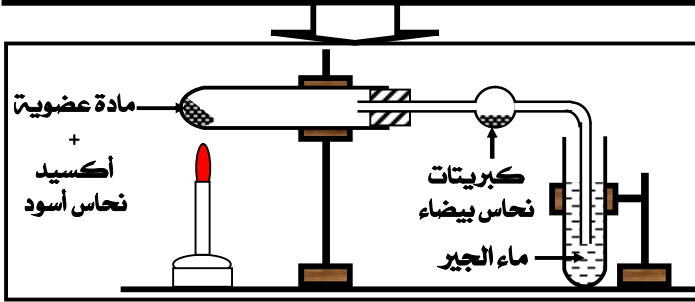 مادة عضوية
+
أكسيد
نحاس أسود
كبريتات
نحاس بيضاء
ماء الجير